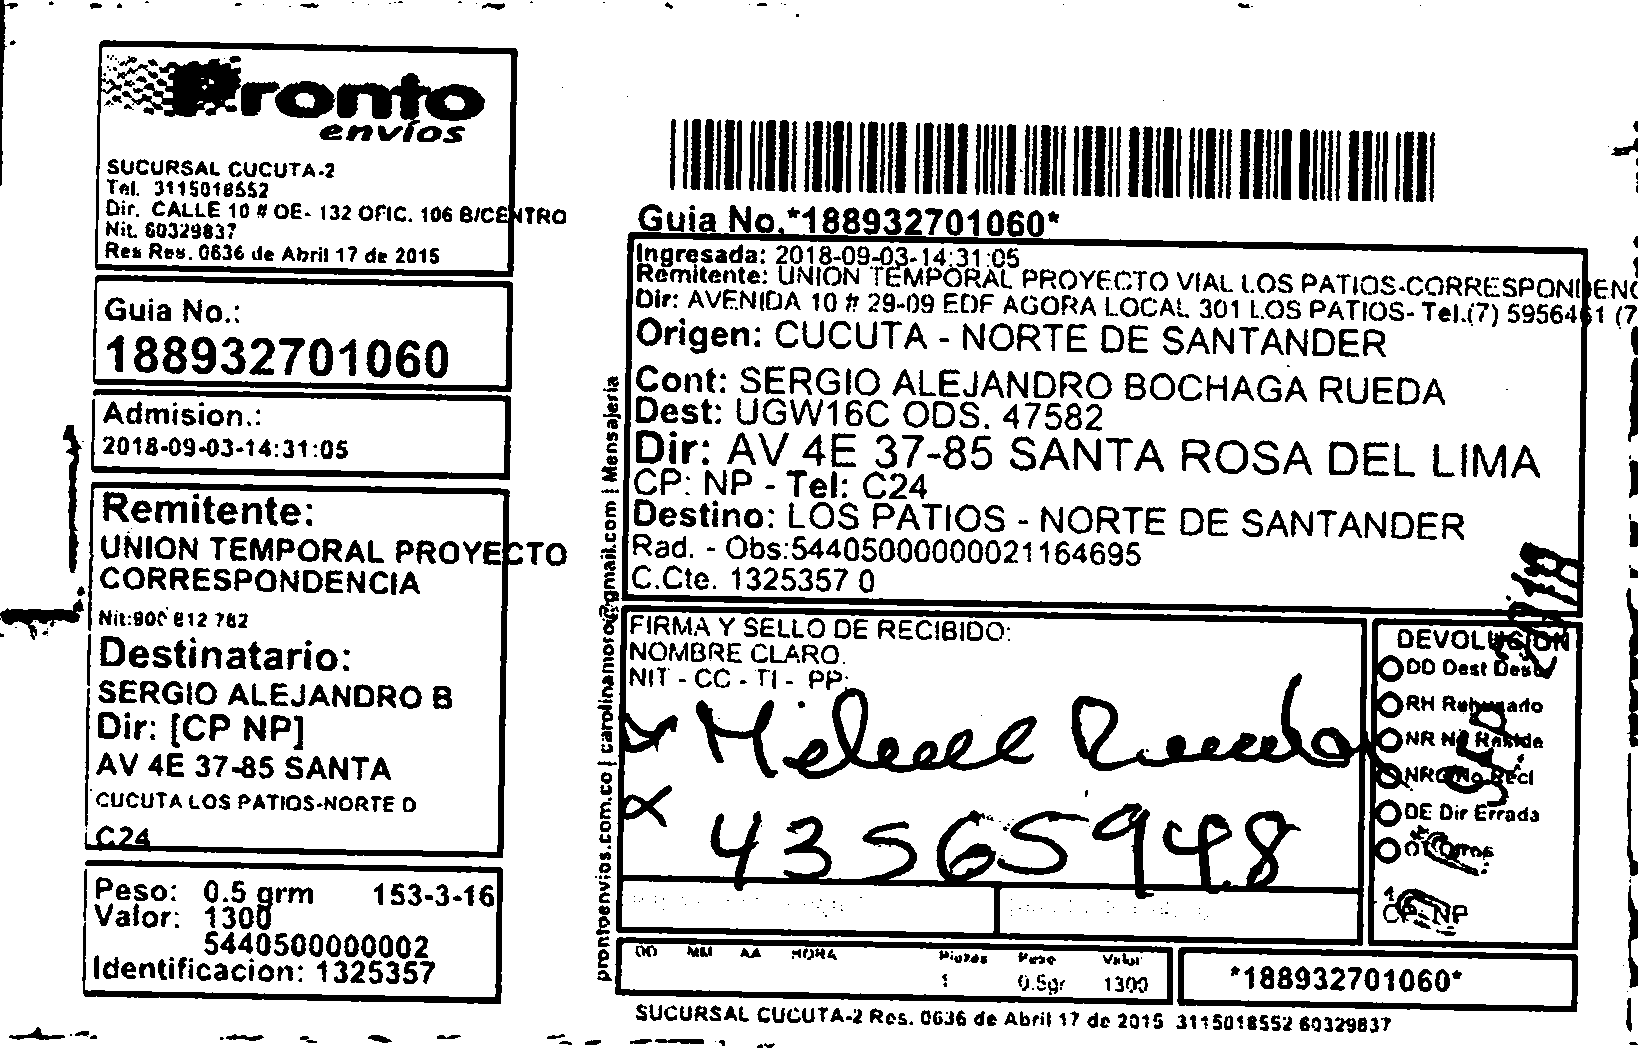 Pronto
envíos
SUCURSAL CUCUTA-2
Tel. 3115018552
Dir. CALLE 10 # OE- 132 OFIC. 106 B/CENTRO
Nit. 60329837
Res Res. 0636 de Abril 17 de 2015
Guia No.:
188932701060
Admision.:
2018-09-03-14:31:05
Remitente:
UNION TEMPORAL PROYECTO
CORRESPONDENCIA
Nit:900 812 782
Destinatario:
SERGIO ALEJANDRO B
Dir: [CP NP]
AV 4E 37-85 SANTA
CUCUTA LOS PATIOS-NORTE D
C24
Peso: 0.5 grm 153-3-16
Valor: 1300
5440500000002
Identificacion: 1325357
prontoenvios.com.co | carolinamoro@gmail.com | Mensajeria
Guia No.*188932701060*
Ingresada: 2018-09-03-14:31:05
Remitente: UNION TEMPORAL PROYECTO VIAL LOS PATIOS-CORRESPONDENC
Dir: AVENIDA 10 # 29-09 EDF AGORA LOCAL 301 LOS PATIOS- Tel.(7) 5956461 (7
Origen: CUCUTA - NORTE DE SANTANDER
Cont: SERGIO ALEJANDRO BOCHAGA RUEDA
Dest: UGW16C ODS. 47582
Dir: AV 4E 37-85 SANTA ROSA DEL LIMA
CP: NP - Tel: C24
Destino: LOS PATIOS - NORTE DE SANTANDER
Rad. - Obs:54405000000021164695
C.Cte. 1325357 0
FIRMA Y SELLO DE RECIBIDO:
NOMBRE CLARO.
NIT - CC - TI - PP:
Rueda
43565948
DEVOLUSION
DD Dest Desc
RH Rehusado
NR No Reside
NRC No Recl
DE Dir Errada
OT Otros
CP: NP
DD MM AA HORA Piezas Peso Valor
1 0.5gr 1300
*188932701060*
SUCURSAL CUCUTA-2 Res. 0636 de Abril 17 de 2015 3115018552 60329837